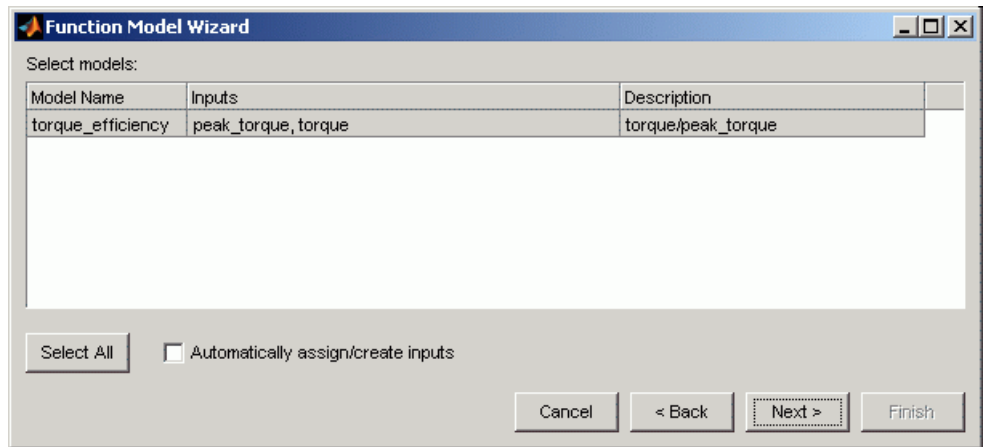 Function Model Wizard
Select models:
Model Name Inputs Description
torque_efficiency peak_torque, torque torque/peak_torque
Select All Automatically assign/create inputs
Cancel < Back Next > Finish